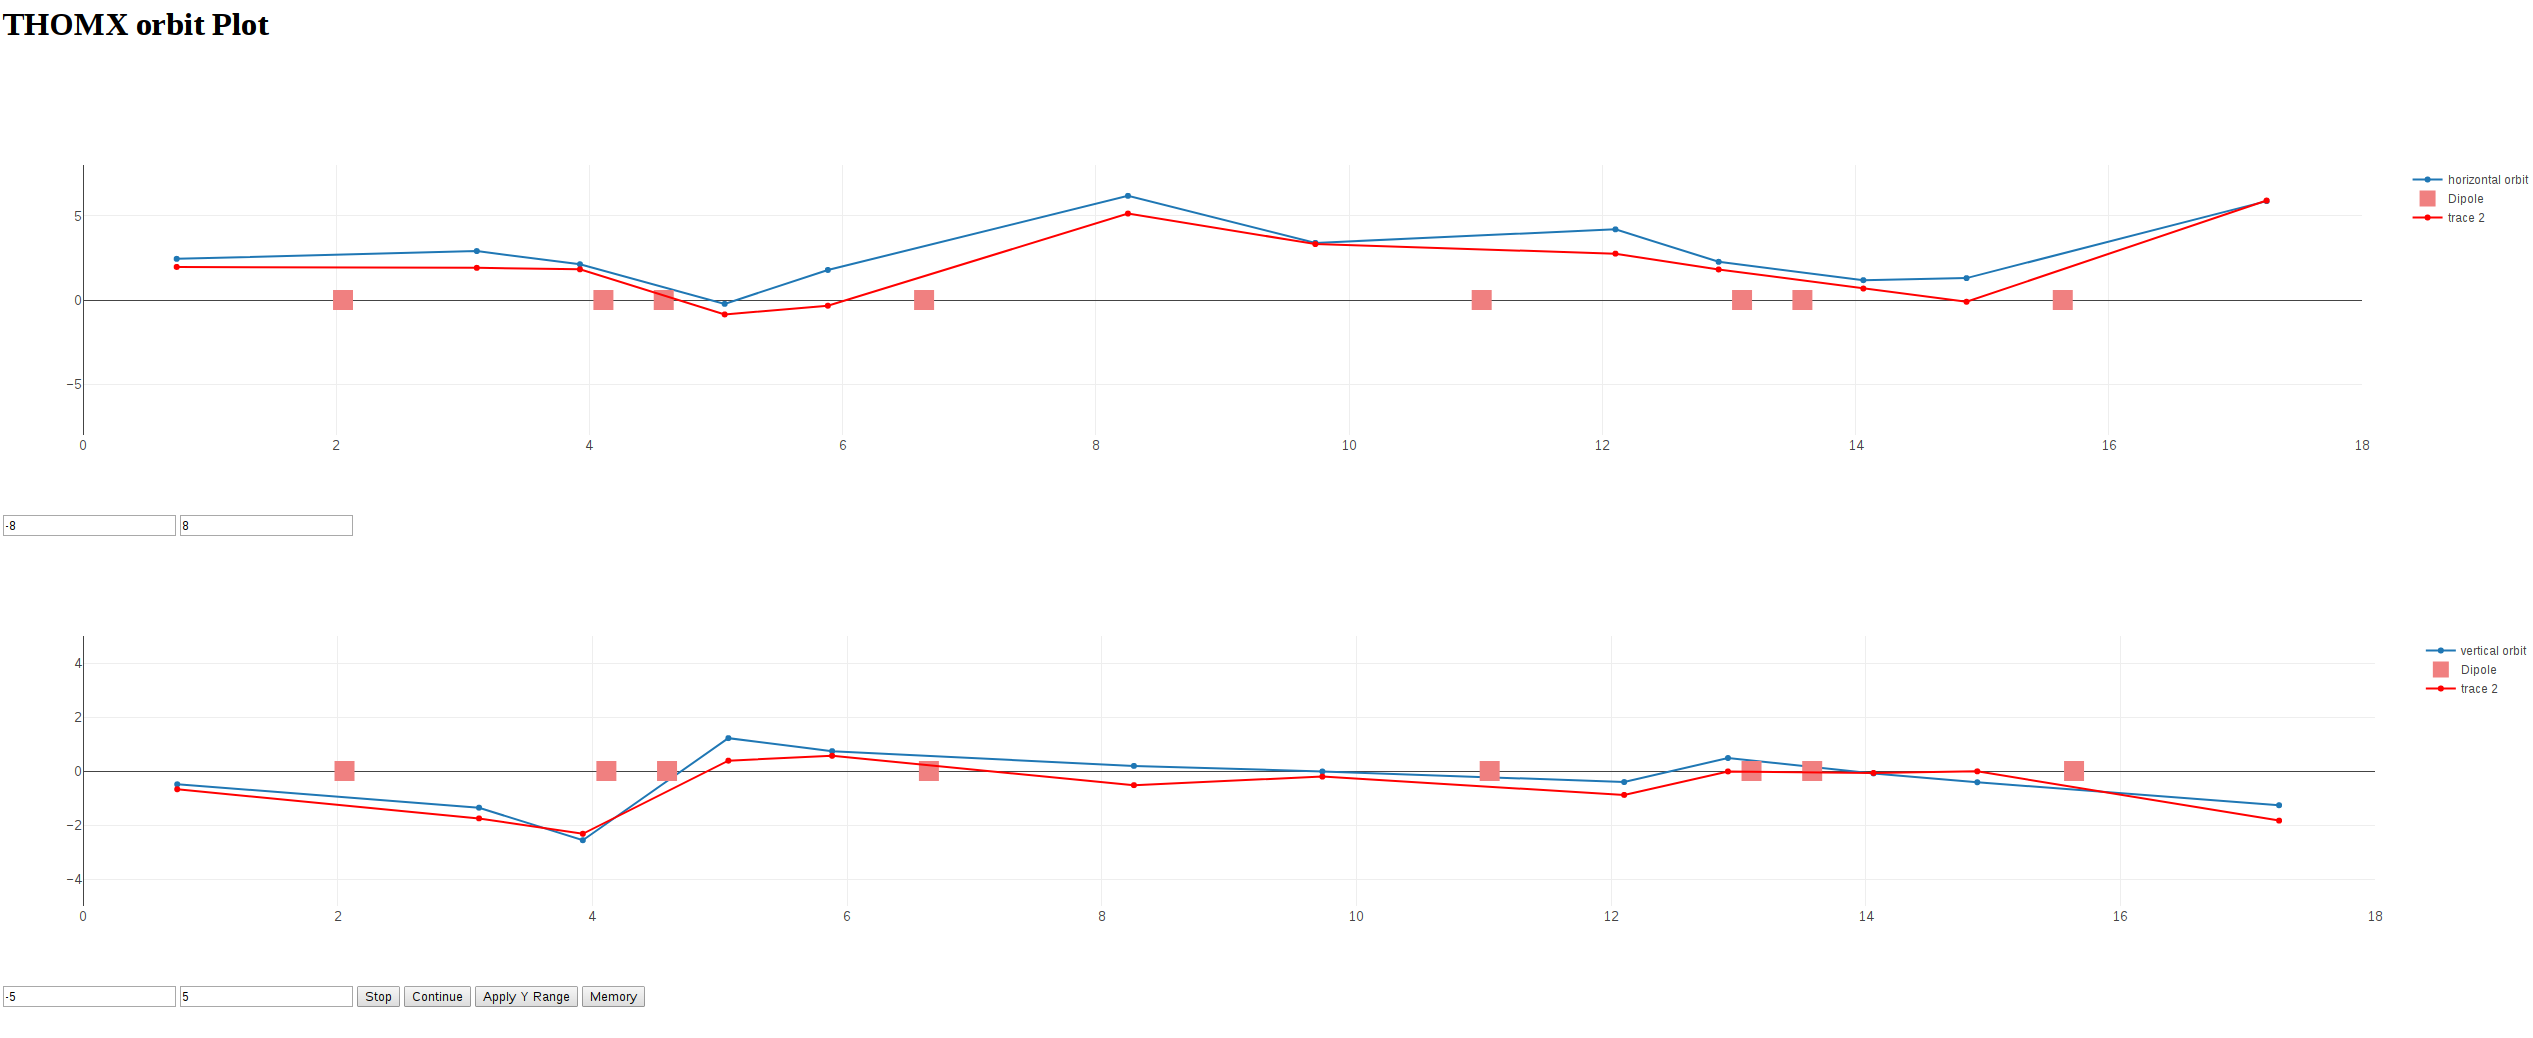 THOMX orbit Plot
horizontal orbit
Dipole
trace 2
5
0
−5
0 2 4 6 8 10 12 14 16 18
-8 8
vertical orbit
Dipole
trace 2
4
2
0
−2
−4
0 2 4 6 8 10 12 14 16 18
-5 5 Stop Continue Apply Y Range Memory